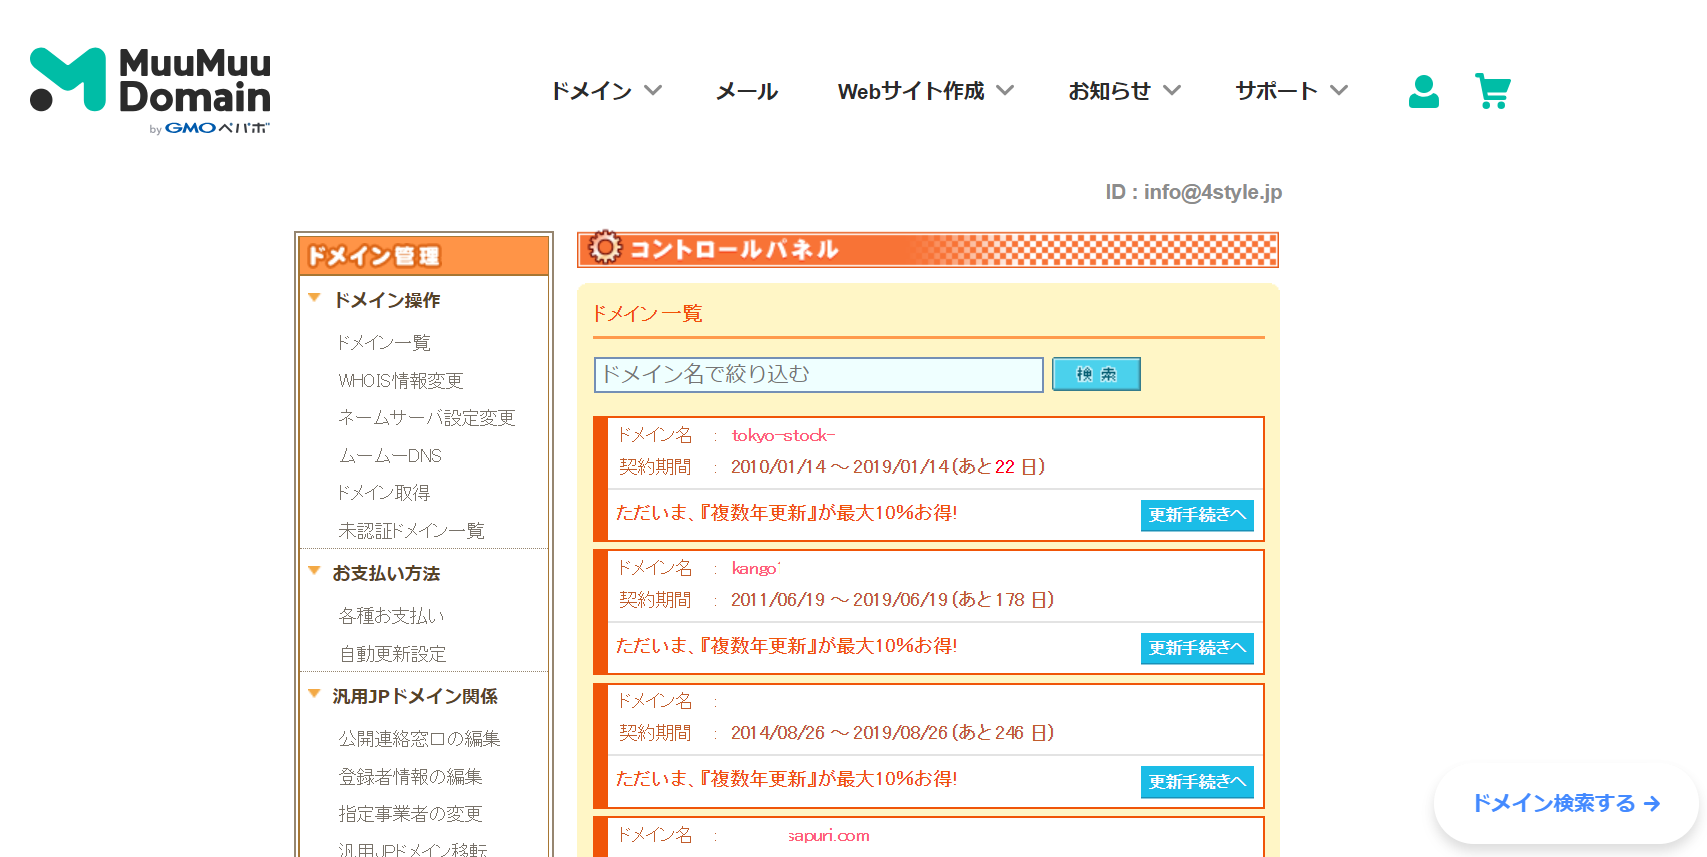 MuuMuu
Domain
by GMOペパボ
ドメイン
メール
Webサイト作成
お知らせ
サポート
ID : info@4style.jp
ドメイン管理
ドメイン操作
ドメイン一覧
WHOIS情報変更
ネームサーバ設定変更
ムームーDNS
ドメイン取得
未認証ドメイン一覧
お支払い方法
各種お支払い
自動更新設定
汎用JPドメイン関係
公開連絡窓口の編集
登録者情報の編集
指定事業者の変更
汎用JPドメイン移転
コントロールパネル
ドメイン一覧
ドメイン名で絞り込む
検索
ドメイン名 : tokyo-stock-
契約期間 : 2010/01/14 ～ 2019/01/14 (あと22 日)
ただいま、『複数年更新』が最大10%お得!
更新手続きへ
ドメイン名 : kango
契約期間 : 2011/06/19 ～ 2019/06/19 (あと178 日)
ただいま、『複数年更新』が最大10%お得!
更新手続きへ
ドメイン名 :
契約期間 : 2014/08/26 ～ 2019/08/26 (あと246 日)
ただいま、『複数年更新』が最大10%お得!
更新手続きへ
ドメイン名 : sapuri.com
ドメイン検索する